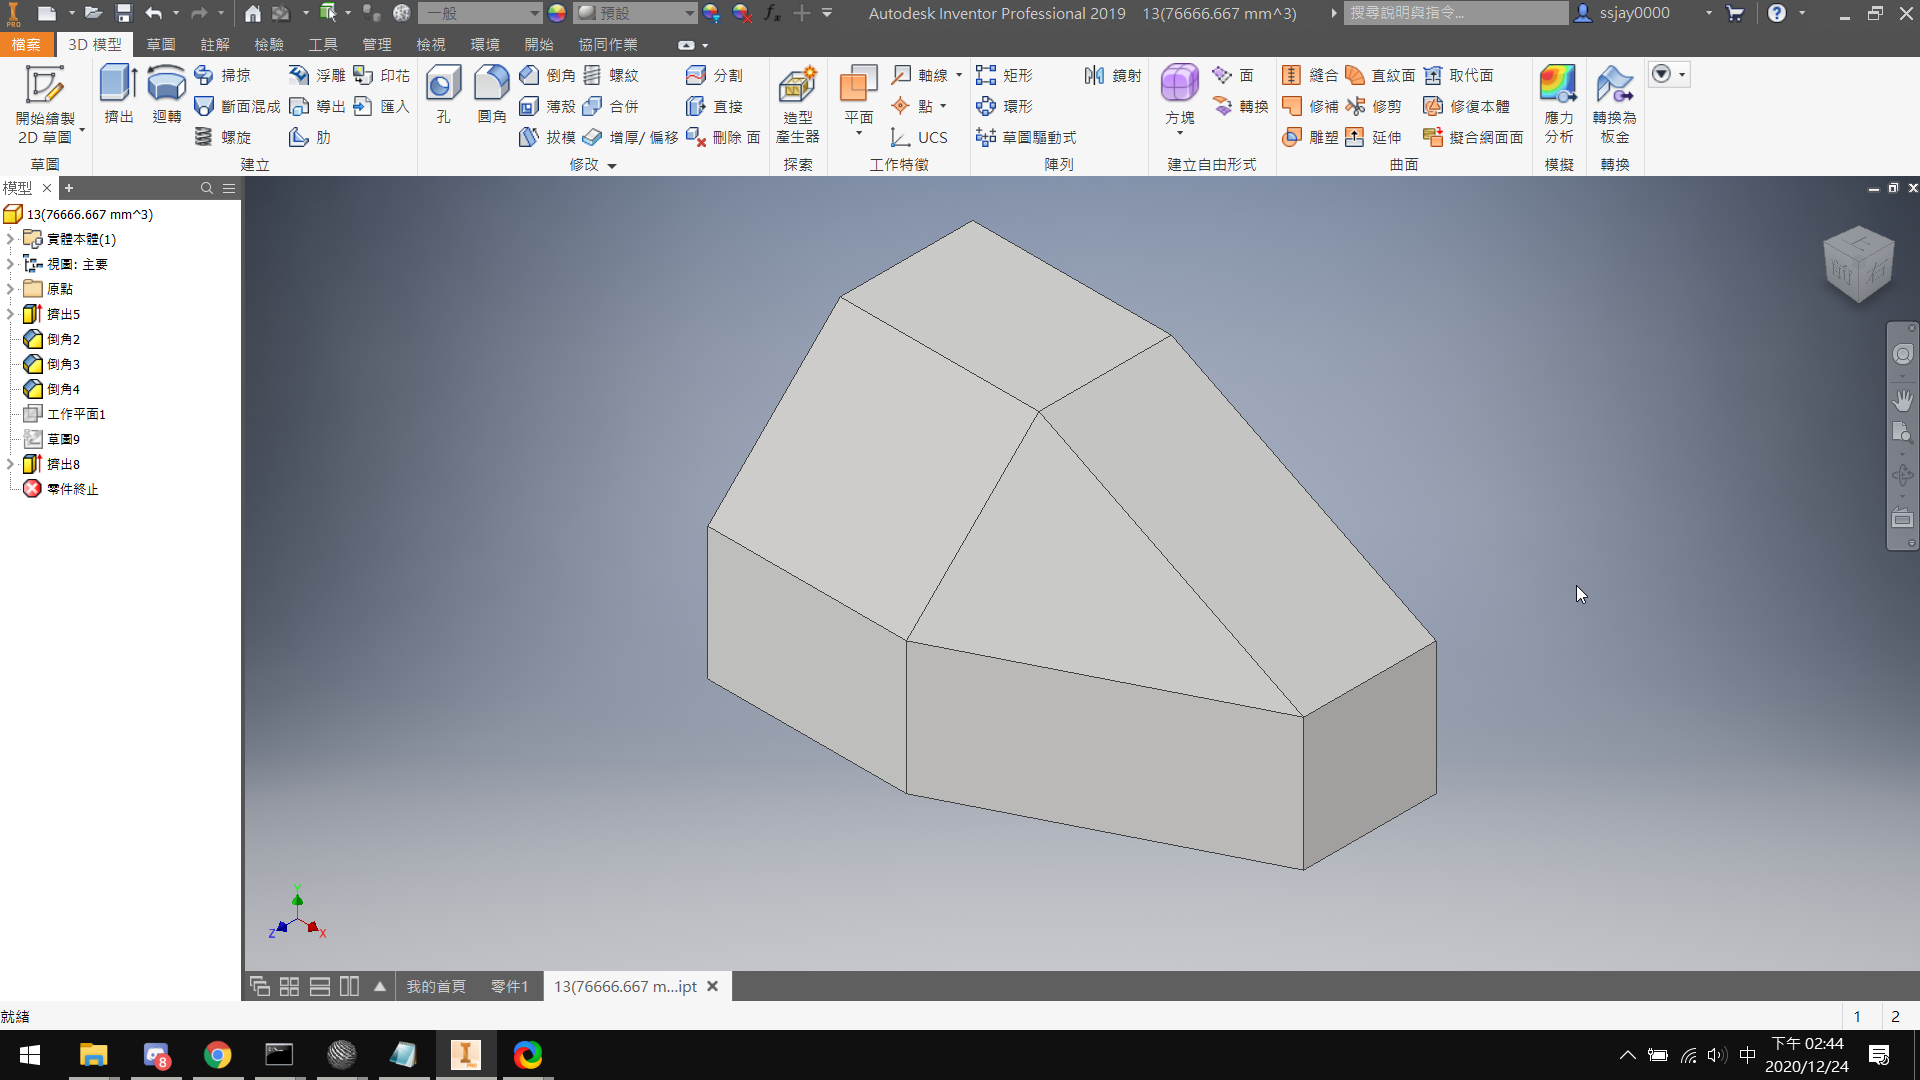 PRO
一般
預設
fx
Autodesk Inventor Professional 2019 13(76666.667 mm^3)
搜尋說明與指令...
ssjay0000
檔案 3D 模型 草圖 註解 檢驗 工具 管理 檢視 環境 開始 協同作業
開始繪製
2D 草圖
草圖
擠出 迴轉
掃掠 浮雕 印花
斷面混成 導出 匯入
螺旋 肋
建立
孔 圓角
倒角 螺紋 分割
薄殼 合併 直接
拔模 增厚/ 偏移 刪除 面
修改
造型
產生器
探索
平面
軸線
點
UCS
工作特徵
矩形 鏡射
環形
草圖驅動式
陣列
方塊 面
轉換
建立自由形式
縫合 直紋面 取代面
修補 修剪 修復本體
雕塑 延伸 擬合網面面
曲面
應力
分析
模擬
轉換為
板金
轉換
模型
13(76666.667 mm^3)
實體本體(1)
視圖: 主要
原點
擠出5
倒角2
倒角3
倒角4
工作平面1
草圖9
擠出8
零件終止
上
前
右
Y
Z
X
我的首頁 零件1 13(76666.667 m...ipt
就緒
1 2
8
PRO
中
下午 02:44
2020/12/24